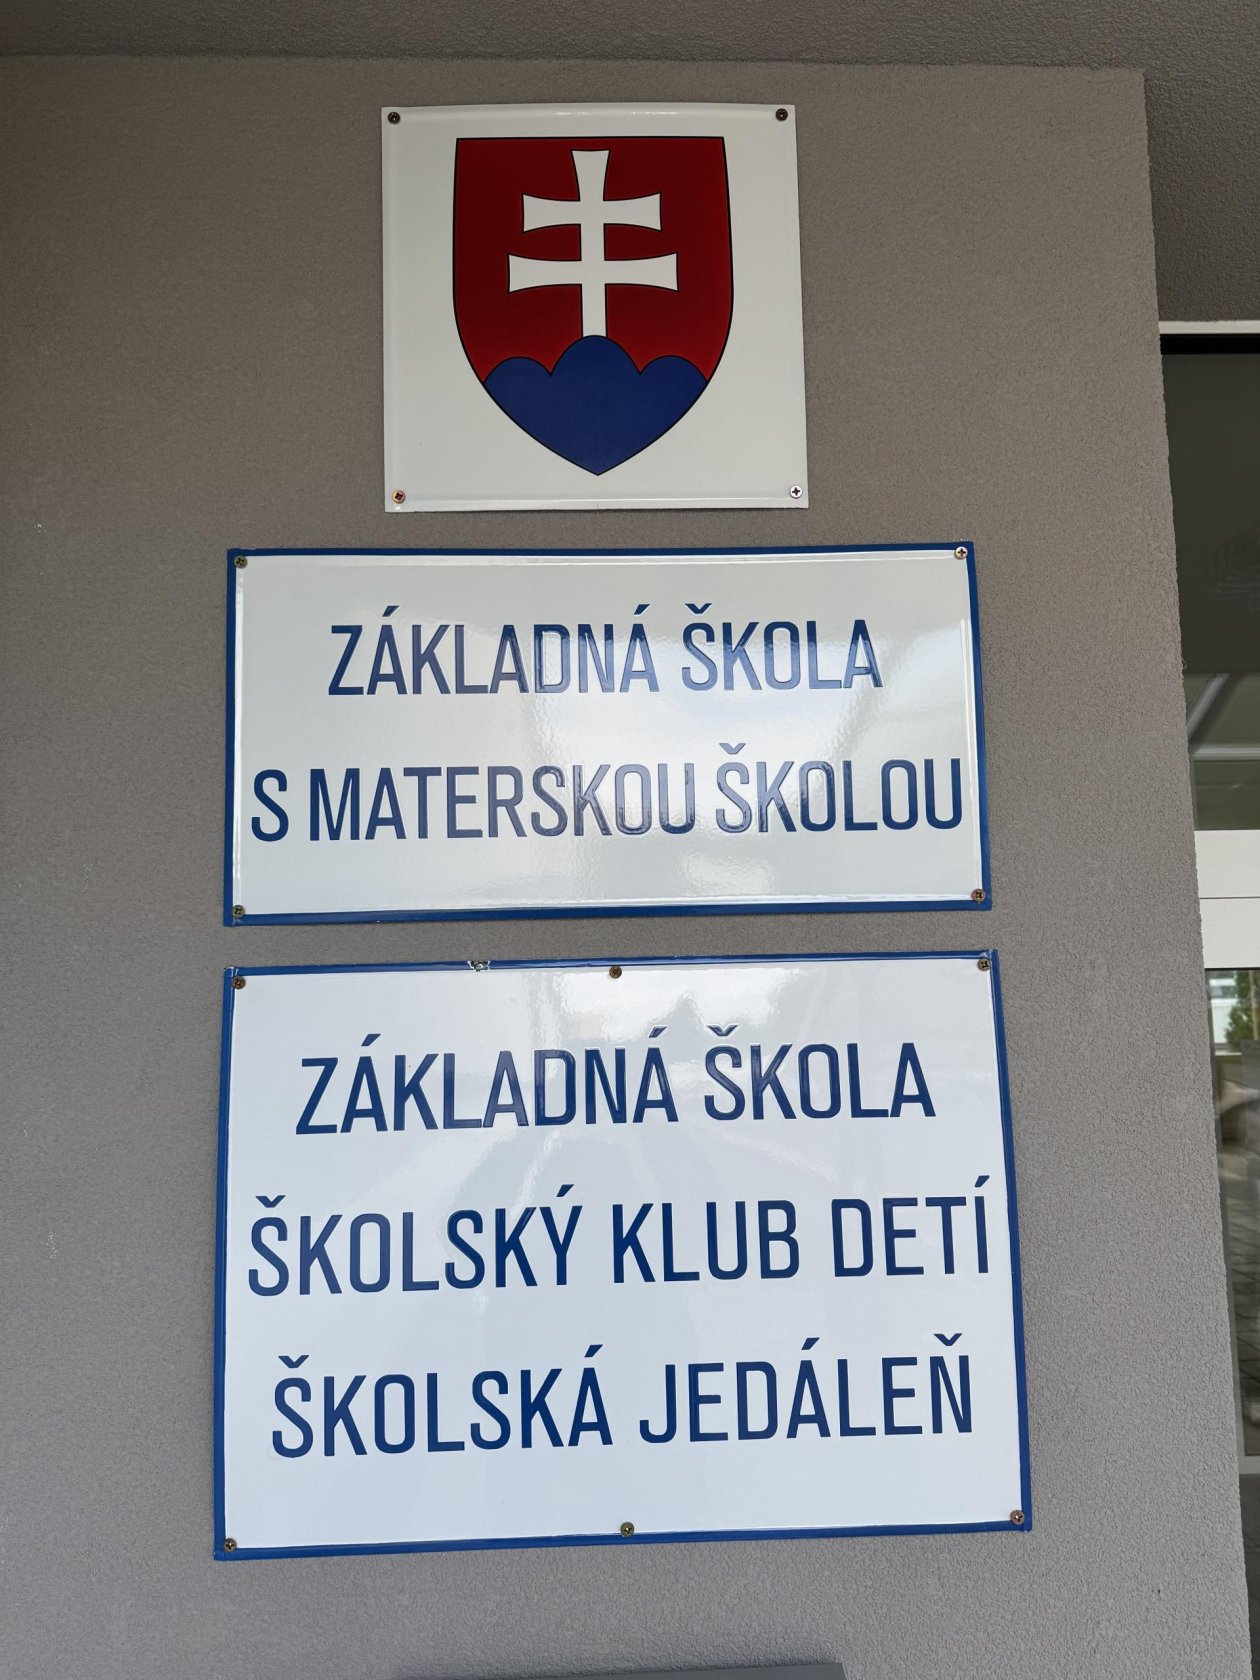 ZÁKLADNÁ ŠKOLA
S MATERSKOU ŠKOLOU
ZÁKLADNÁ ŠKOLA
ŠKOLSKÝ KLUB DETÍ
ŠKOLSKÁ JEDÁLEŇ